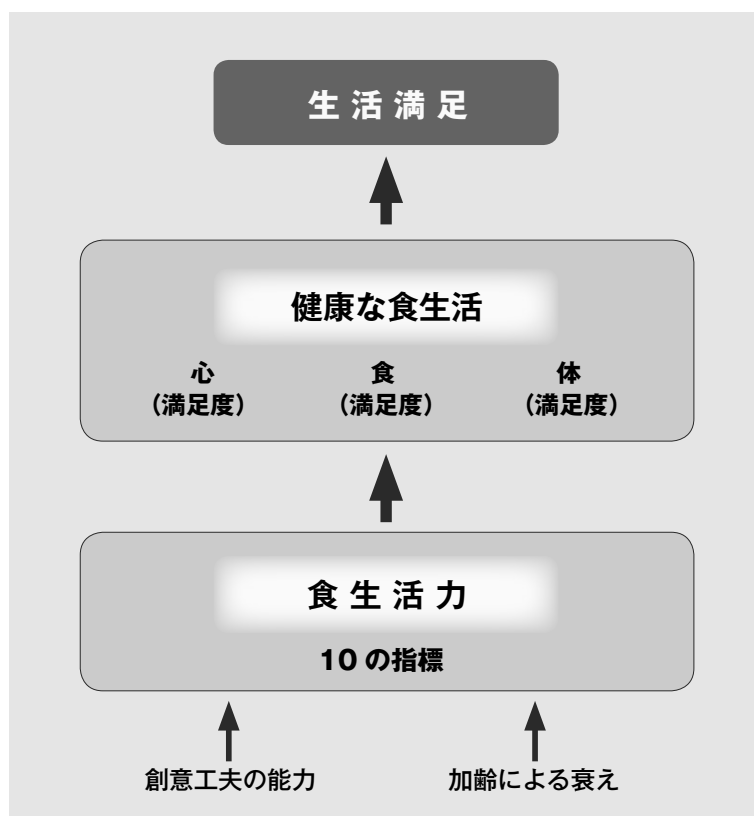 生活満足
健康な食生活
心 食 体
（満足度） （満足度） （満足度）
食生活力
10の指標
創意工夫の能力 加齢による衰え